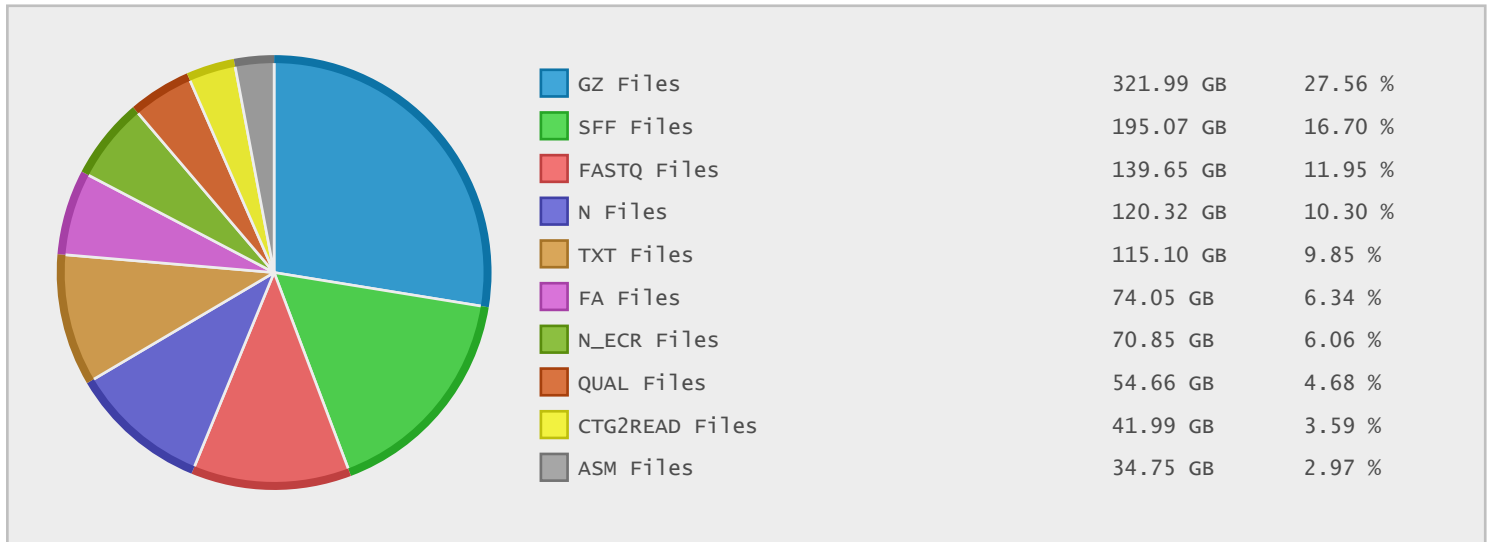 GZ Files 321.99 GB 27.56 %
SFF Files 195.07 GB 16.70 %
FASTQ Files 139.65 GB 11.95 %
N Files 120.32 GB 10.30 %
TXT Files 115.10 GB 9.85 %
FA Files 74.05 GB 6.34 %
N_ECR Files 70.85 GB 6.06 %
QUAL Files 54.66 GB 4.68 %
CTG2READ Files 41.99 GB 3.59 %
ASM Files 34.75 GB 2.97 %